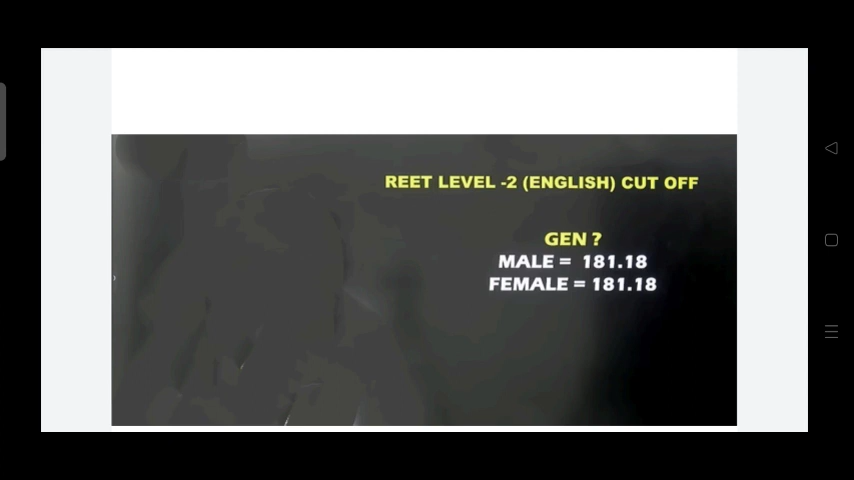 REET LEVEL -2 (ENGLISH) CUT OFF
GEN ?
MALE = 181.18
FEMALE = 181.18